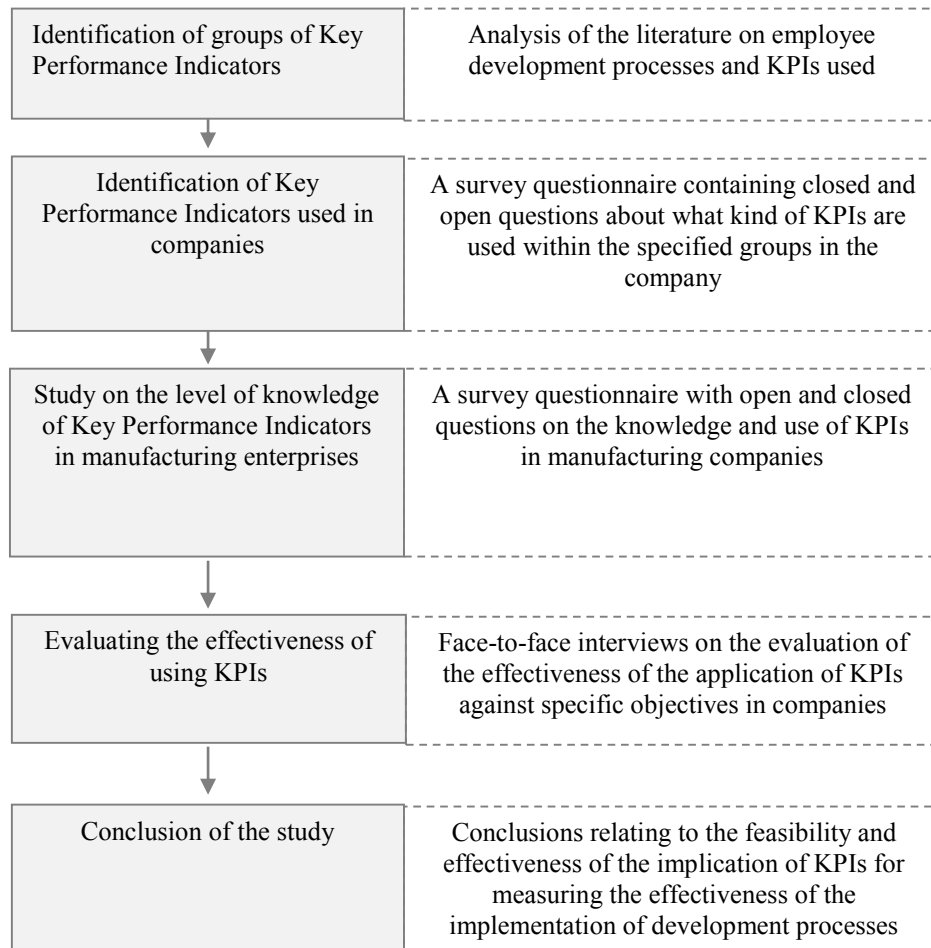 Identification of groups of Key
Performance Indicators
Analysis of the literature on employee
development processes and KPIs used
Identification of Key
Performance Indicators used in
companies
A survey questionnaire containing closed and
open questions about what kind of KPIs are
used within the specified groups in the
company
Study on the level of knowledge
of Key Performance Indicators
in manufacturing enterprises
A survey questionnaire with open and closed
questions on the knowledge and use of KPIs
in manufacturing companies
Evaluating the effectiveness of
using KPIs
Face-to-face interviews on the evaluation of
the effectiveness of the application of KPIs
against specific objectives in companies
Conclusion of the study
Conclusions relating to the feasibility and
effectiveness of the implication of KPIs for
measuring the effectiveness of the
implementation of development processes